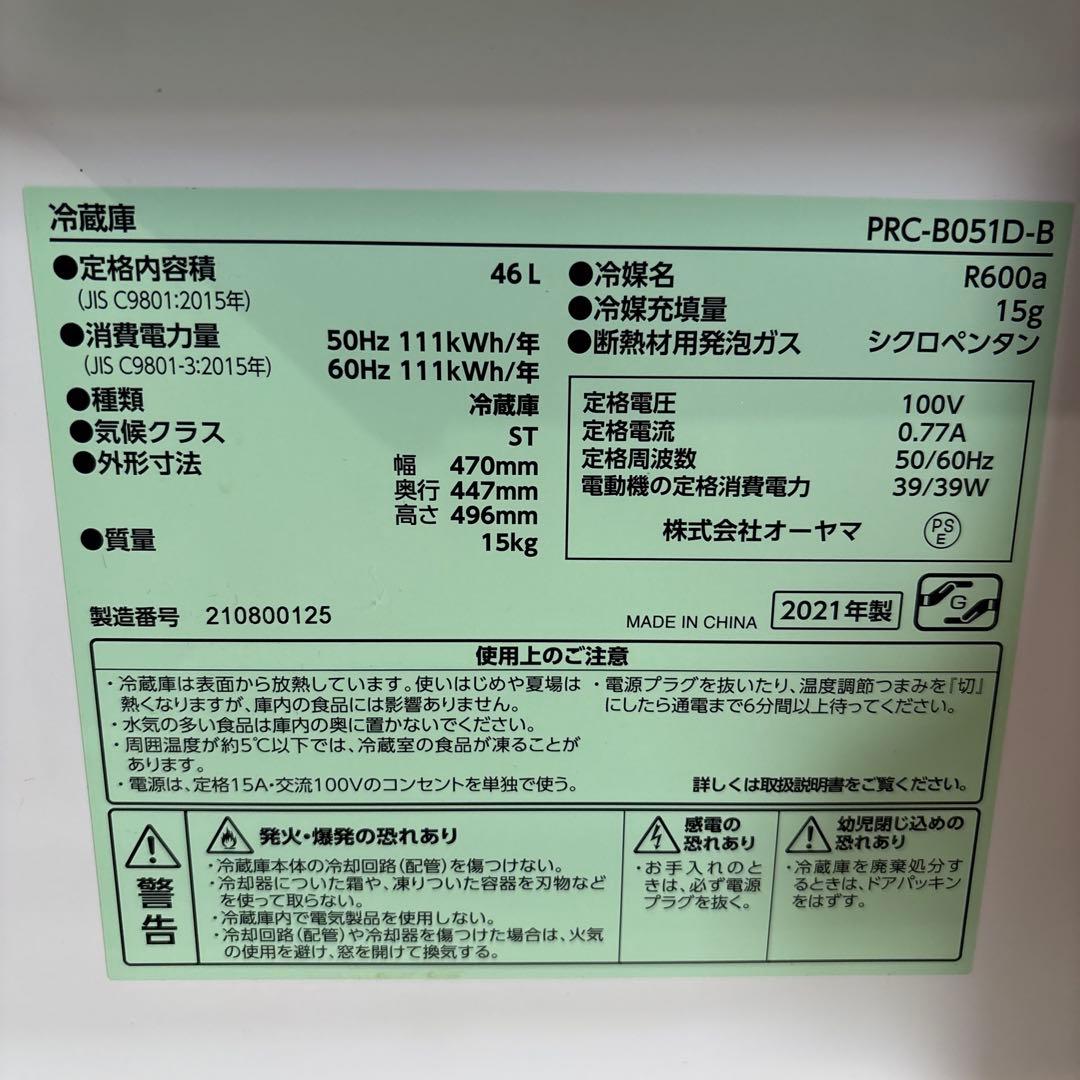 冷蔵庫
PRC-B051D-B
●定格内容積 46L
(JIS C9801:2015年)
●消費電力量 50Hz 111kWh/年
(JIS C9801-3:2015年) 60Hz 111kWh/年
●種類 冷蔵庫
●気候クラス ST
●外形寸法 幅 470mm
奥行 447mm
高さ 496mm
●質量 15kg
●冷媒名 R600a
●冷媒充填量 15g
●断熱材用発泡ガス シクロペンタン
定格電圧 100V
定格電流 0.77A
定格周波数 50/60Hz
電動機の定格消費電力 39/39W
株式会社オーヤマ PS E
製造番号 210800125
MADE IN CHINA 2021年製 G
使用上のご注意
・冷蔵庫は表面から放熱しています。使いはじめや夏場は
熱くなりますが、庫内の食品には影響ありません。
・水気の多い食品は庫内の奥に置かないでください。
・周囲温度が約5℃以下では、冷蔵室の食品が凍ることが
あります。
・電源は、定格15A・交流100Vのコンセントを単独で使う。
・電源プラグを抜いたり、温度調節つまみを『切』
にしたら通電まで6分間以上待ってください。
詳しくは取扱説明書をご覧ください。
警告
発火・爆発の恐れあり
・冷蔵庫本体の冷却回路(配管)を傷つけない。
・冷却器についた霜や、凍りついた容器を刃物など
を使って取らない。
・冷蔵庫内で電気製品を使用しない。
・冷却回路(配管)や冷却器を傷つけた場合は、火気
の使用を避け、窓を開けて換気する。
感電の
恐れあり
・お手入れのと
きは、必ず電源
プラグを抜く。
幼児閉じ込めの
恐れあり
・冷蔵庫を廃棄処分す
るときは、ドアパッキン
をはずす。